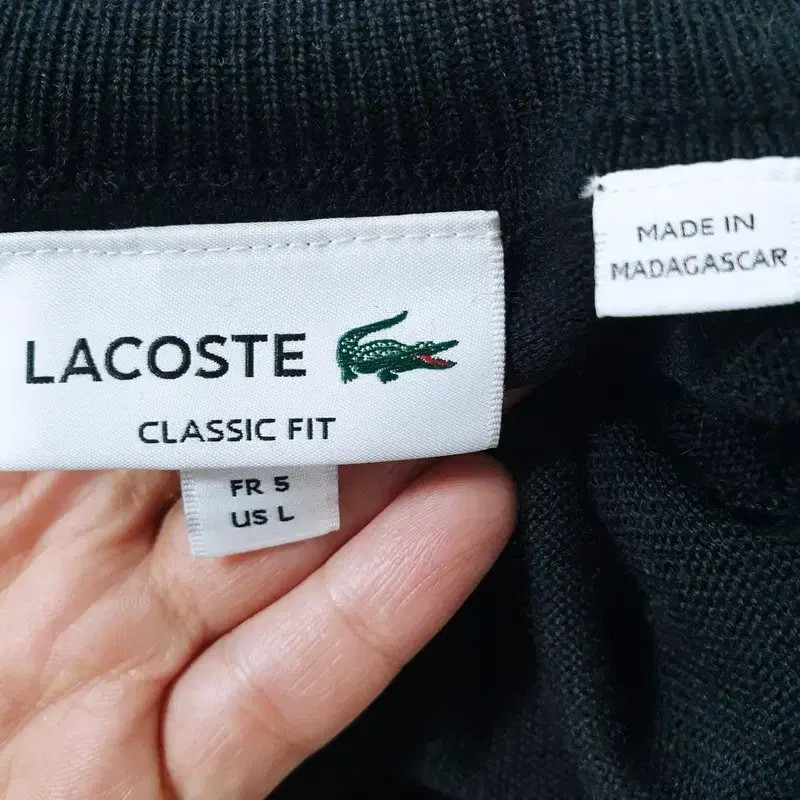 LACOSTE
CLASSIC FIT
FR 5
US L
MADE IN
MADAGASCAR